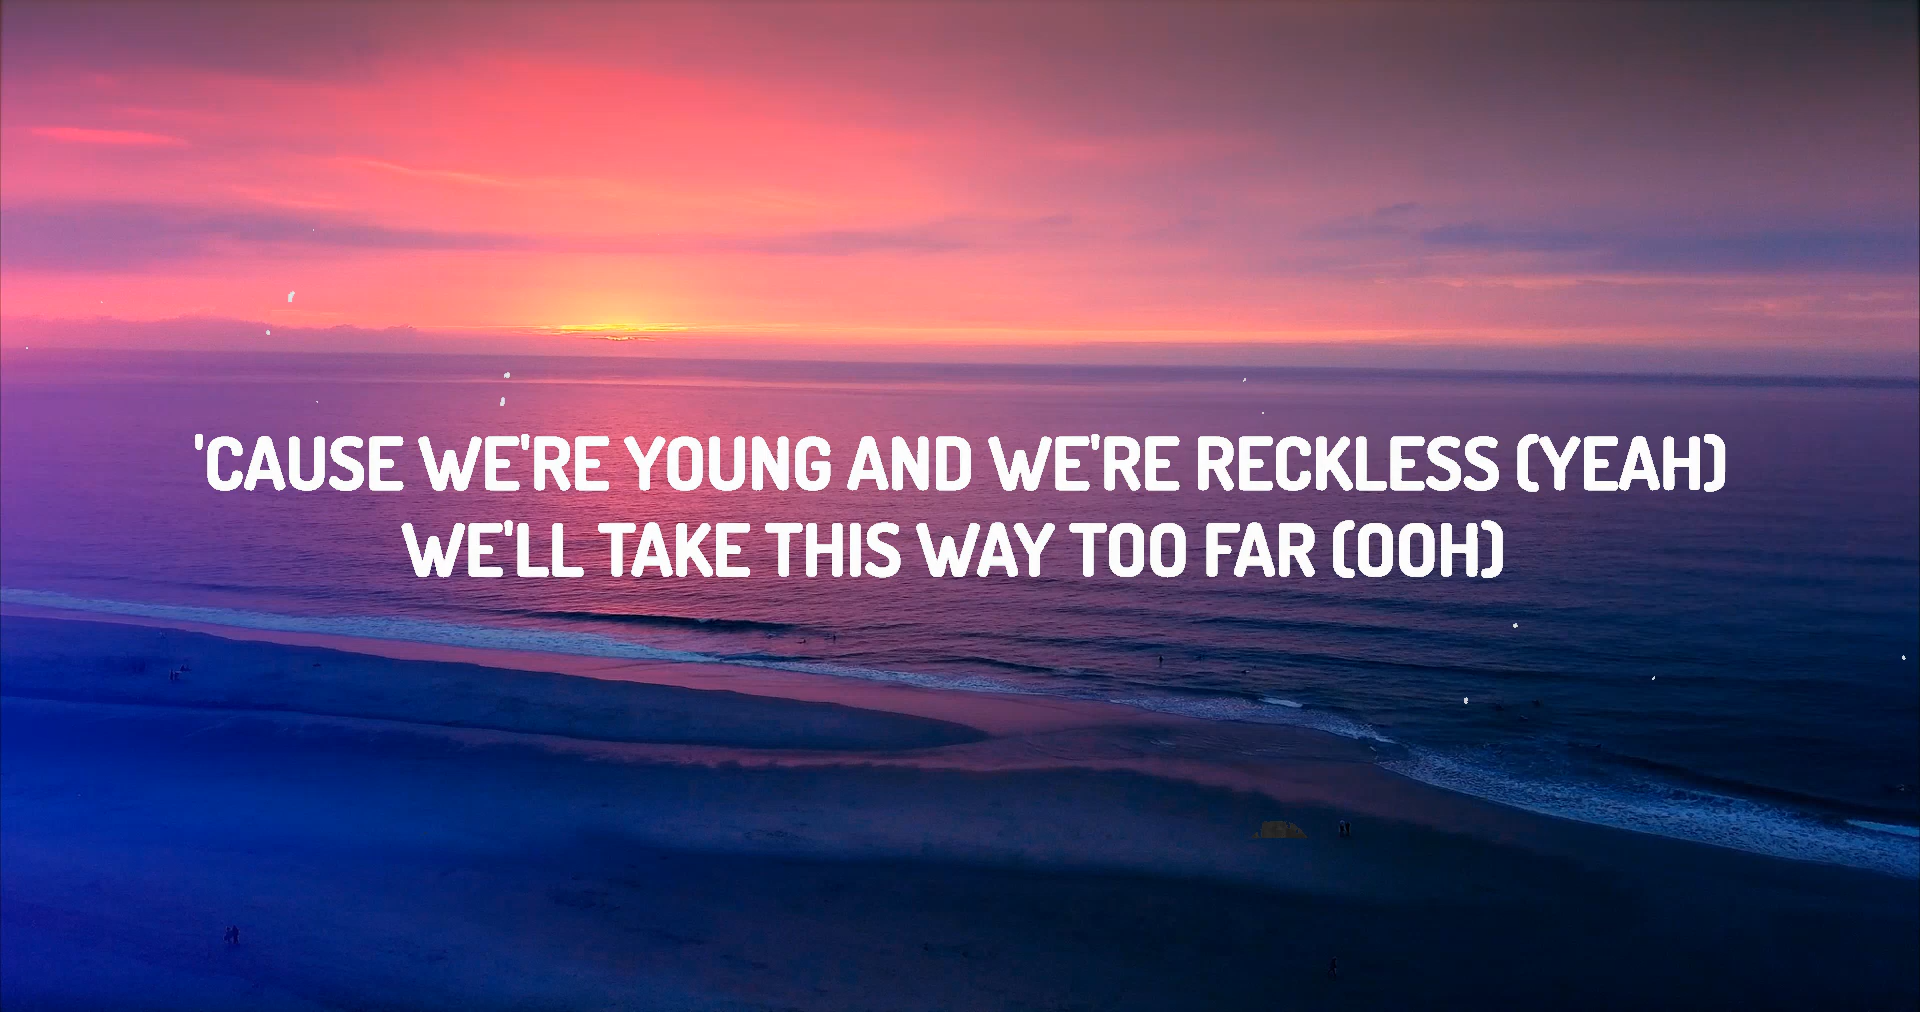 'CAUSE WE'RE YOUNG AND WE'RE RECKLESS (YEAH)
WE'LL TAKE THIS WAY TOO FAR (OOH)